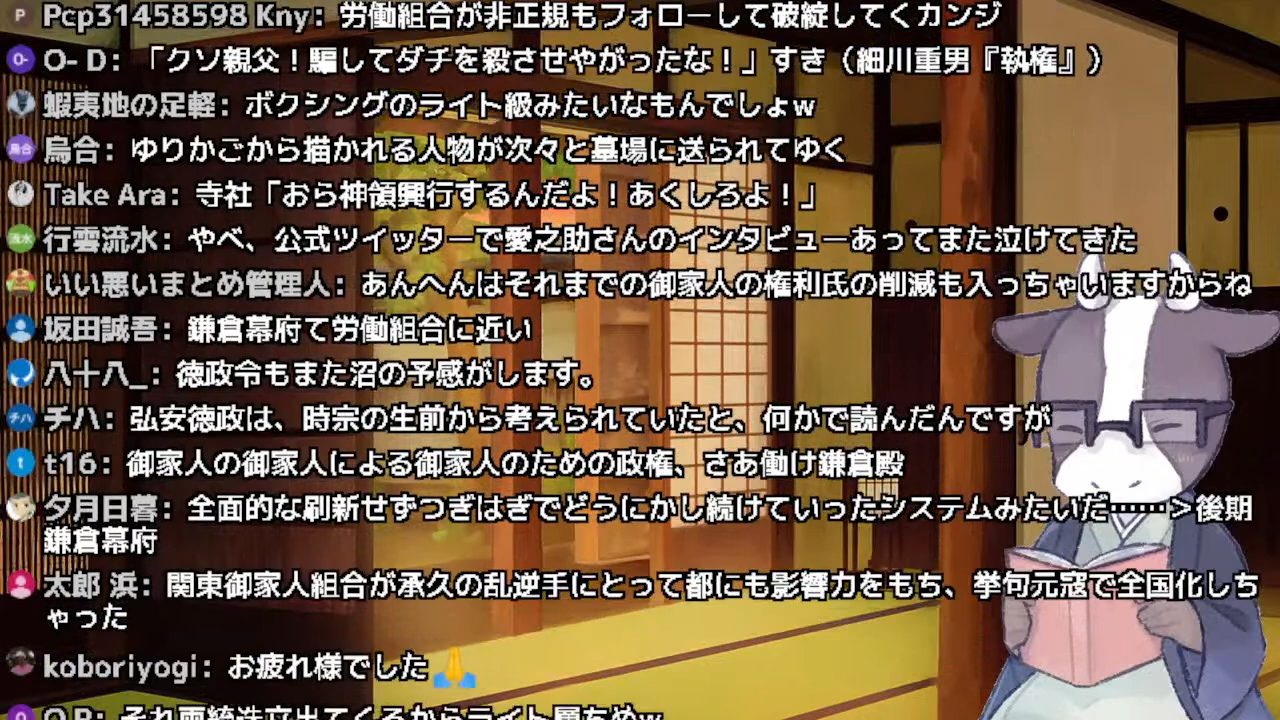 P Pcp31458598 Kny： 労働組合が非正規もフォローして破綻してくカンジ
O- O- D： 「クソ親父！騙してダチを殺させやがったな！」すき（細川重男『執権』）
蝦夷地の足軽： ボクシングのライト級みたいなもんでしょw
烏合 烏合： ゆりかごから描かれる人物が次々と墓場に送られてゆく
Take Ara： 寺社「おら神領興行するんだよ！あくしろよ！」
流水 行雲流水： やべ、公式ツイッターで愛之助さんのインタビューあってまた泣けてきた
いい悪いまとめ管理人： あんへんはそれまでの御家人の権利氏の削減も入っちゃいますからね
坂田誠吾： 鎌倉幕府て労働組合に近い
八十八_： 徳政令もまた沼の予感がします。
チハ チハ： 弘安徳政は、時宗の生前から考えられていたと、何かで読んだんですが
t t16： 御家人の御家人による御家人のための政権、さあ働け鎌倉殿
夕月日暮： 全面的な刷新せずつぎはぎでどうにかし続けていったシステムみたいだ……＞後期
鎌倉幕府
太郎 浜： 関東御家人組合が承久の乱逆手にとって都にも影響力をもち、挙句元寇で全国化しち
ゃった
koboriyogi： お疲れ様でした🙏